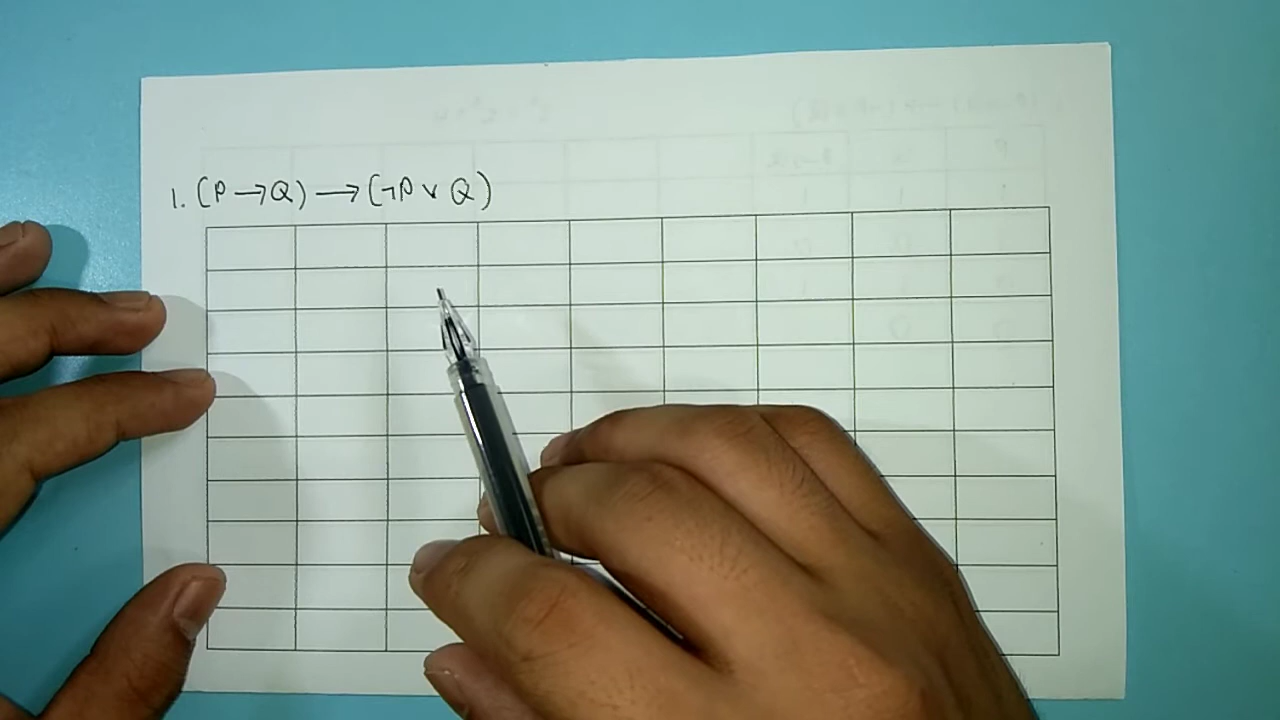 1. (P → Q) → (¬P ∨ Q)